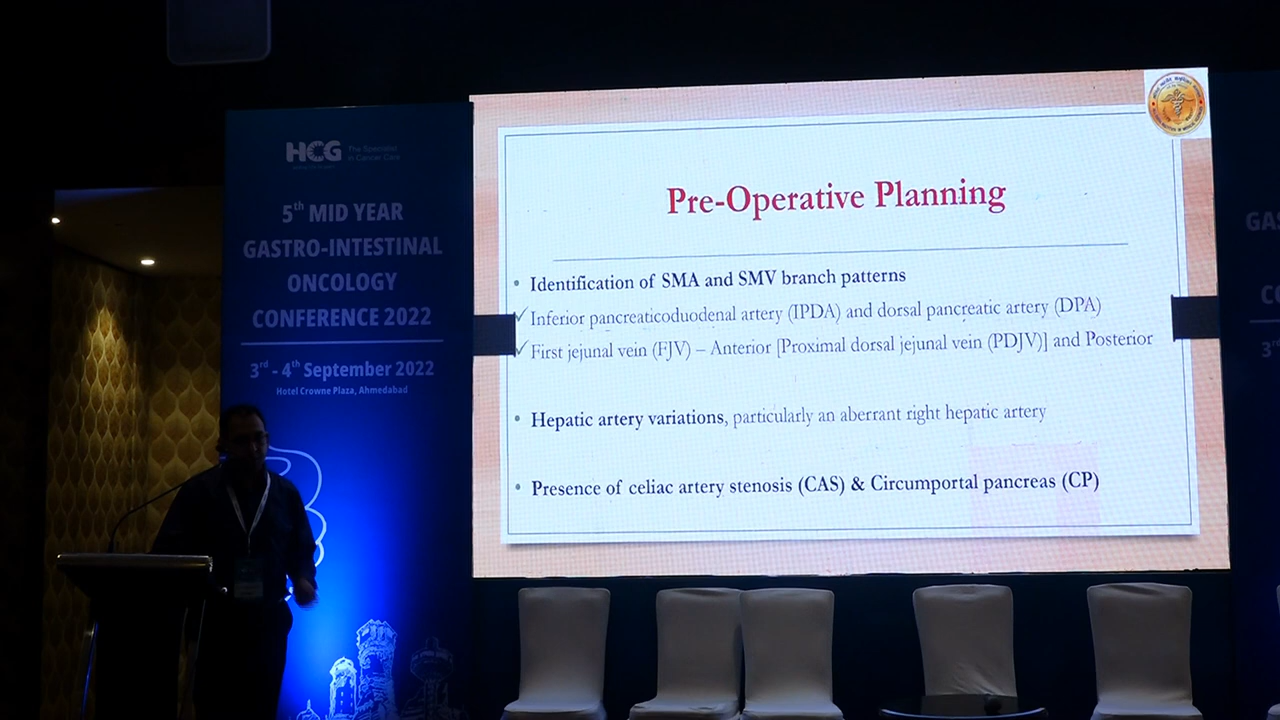 HCG The Specialist in Cancer Care
5th MID YEAR
GASTRO-INTESTINAL
ONCOLOGY
CONFERENCE 2022
3rd - 4th September 2022
Hotel Crowne Plaza, Ahmedabad
Pre-Operative Planning
• Identification of SMA and SMV branch patterns
✓ Inferior pancreaticoduodenal artery (IPDA) and dorsal pancreatic artery (DPA)
✓ First jejunal vein (FJV) – Anterior [Proximal dorsal jejunal vein (PDJV)] and Posterior
• Hepatic artery variations, particularly an aberrant right hepatic artery
• Presence of celiac artery stenosis (CAS) & Circumportal pancreas (CP)
GA
C
3